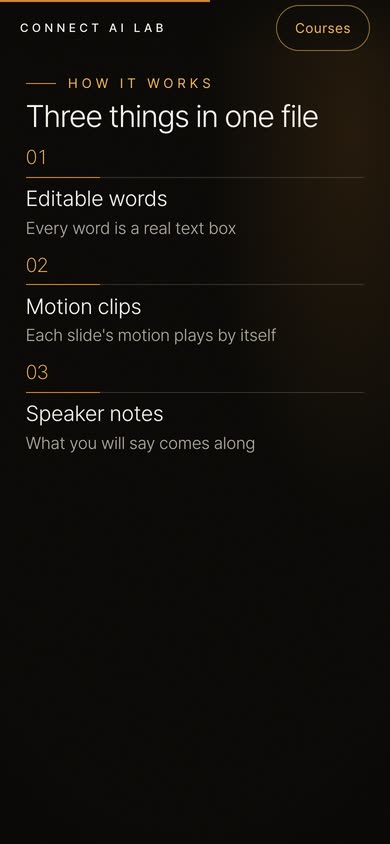 CONNECT AI LAB
Courses
HOW IT WORKS
Three things in one file
01
Editable words
Every word is a real text box
02
Motion clips
Each slide's motion plays by itself
03
Speaker notes
What you will say comes along